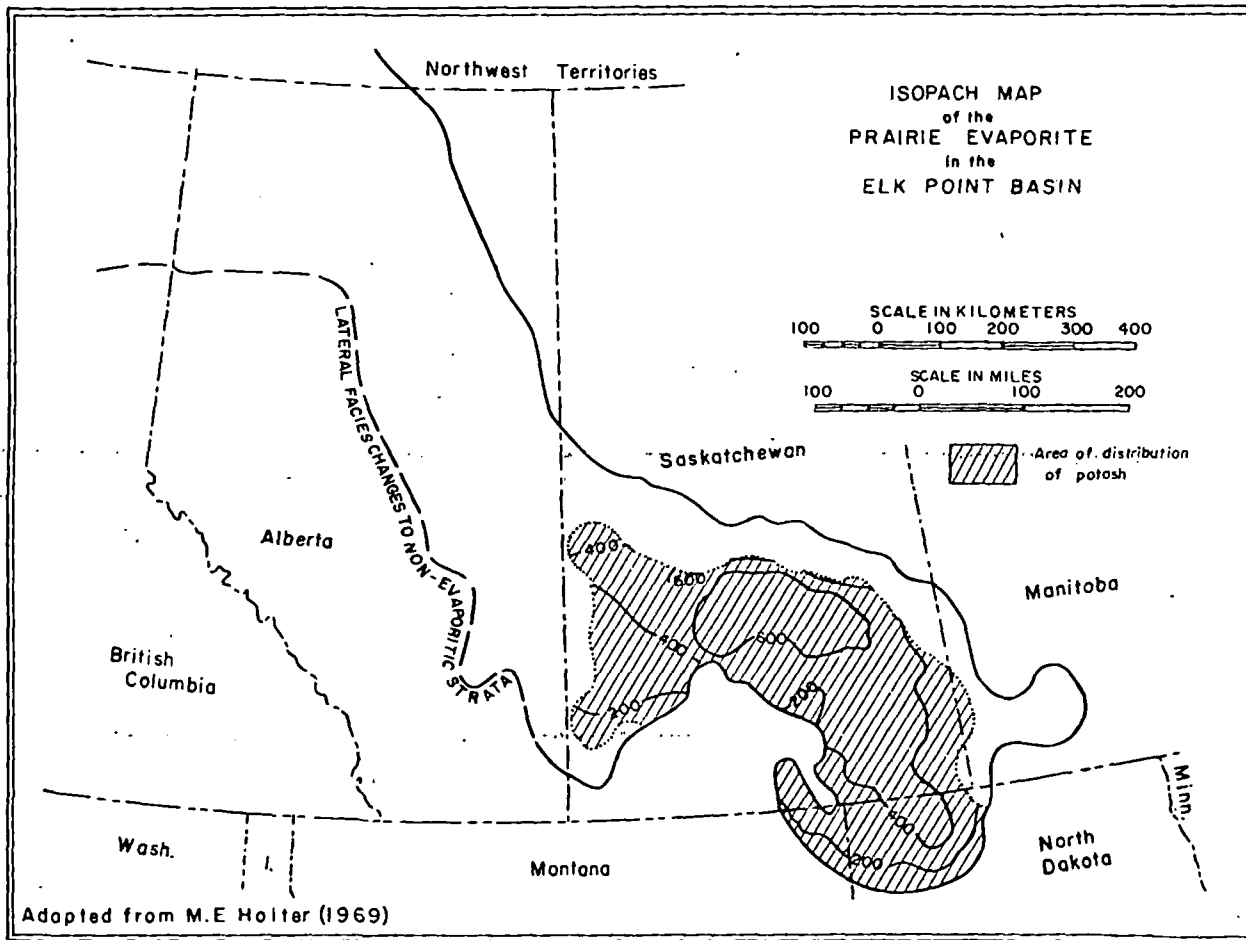 Northwest Territories
ISOPACH MAP
of the
PRAIRIE EVAPORITE
in the
ELK POINT BASIN
SCALE IN KILOMETERS
100 0 100 200 300 400
SCALE IN MILES
100 0 100 200
Area of distribution
of potash
LATERAL FACIES CHANGES TO NON-EVAPORITIC STRATA
Saskatchewan
Alberta
Manitoba
British
Columbia
400
600
400
600
200
200
400
200
Minn.
Wash.
I.
Montana
North
Dakota
Adapted from M.E Holter (1969)